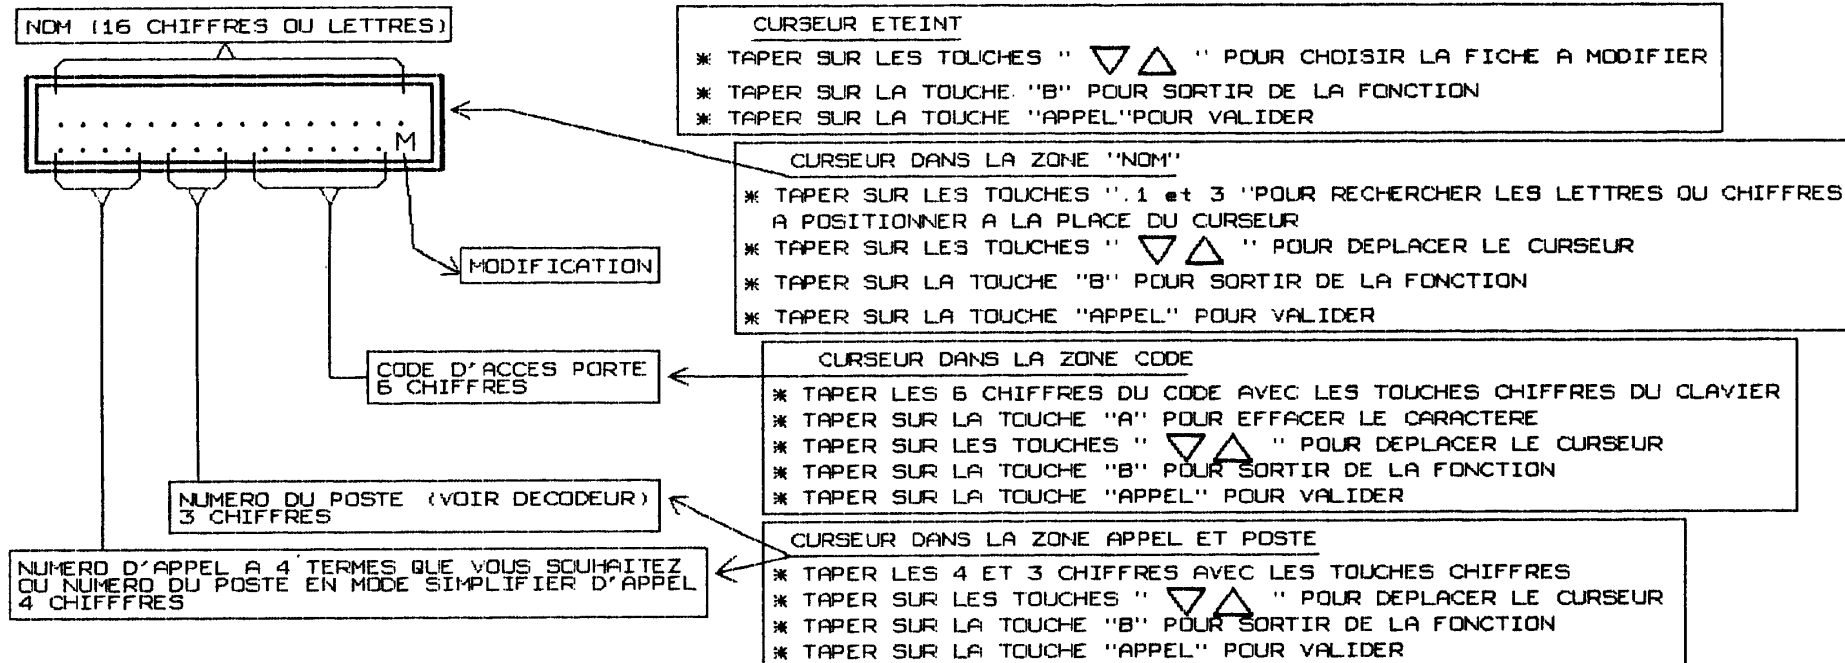 NOM (16 CHIFFRES OU LETTRES)
M
MODIFICATION
CODE D'ACCES PORTE
6 CHIFFRES
NUMERO DU POSTE (VOIR DECODEUR)
3 CHIFFRES
NUMERO D'APPEL A 4 TERMES QUE VOUS SOUHAITEZ
OU NUMERO DU POSTE EN MODE SIMPLIFIER D'APPEL
4 CHIFFFRES
CURSEUR ETEINT
* TAPER SUR LES TOUCHES " ▽ △ " POUR CHOISIR LA FICHE A MODIFIER
* TAPER SUR LA TOUCHE "B" POUR SORTIR DE LA FONCTION
* TAPER SUR LA TOUCHE "APPEL"POUR VALIDER
CURSEUR DANS LA ZONE "NOM"
* TAPER SUR LES TOUCHES ".1 et 3 "POUR RECHERCHER LES LETTRES OU CHIFFRES
A POSITIONNER A LA PLACE DU CURSEUR
* TAPER SUR LES TOUCHES " ▽ △ " POUR DEPLACER LE CURSEUR
* TAPER SUR LA TOUCHE "B" POUR SORTIR DE LA FONCTION
* TAPER SUR LA TOUCHE "APPEL" POUR VALIDER
CURSEUR DANS LA ZONE CODE
* TAPER LES 6 CHIFFRES DU CODE AVEC LES TOUCHES CHIFFRES DU CLAVIER
* TAPER SUR LA TOUCHE "A" POUR EFFACER LE CARACTERE
* TAPER SUR LES TOUCHES " ▽ △ " POUR DEPLACER LE CURSEUR
* TAPER SUR LA TOUCHE "B" POUR SORTIR DE LA FONCTION
* TAPER SUR LA TOUCHE "APPEL" POUR VALIDER
CURSEUR DANS LA ZONE APPEL ET POSTE
* TAPER LES 4 ET 3 CHIFFRES AVEC LES TOUCHES CHIFFRES
* TAPER SUR LES TOUCHES " ▽ △ " POUR DEPLACER LE CURSEUR
* TAPER SUR LA TOUCHE "B" POUR SORTIR DE LA FONCTION
* TAPER SUR LA TOUCHE "APPEL" POUR VALIDER